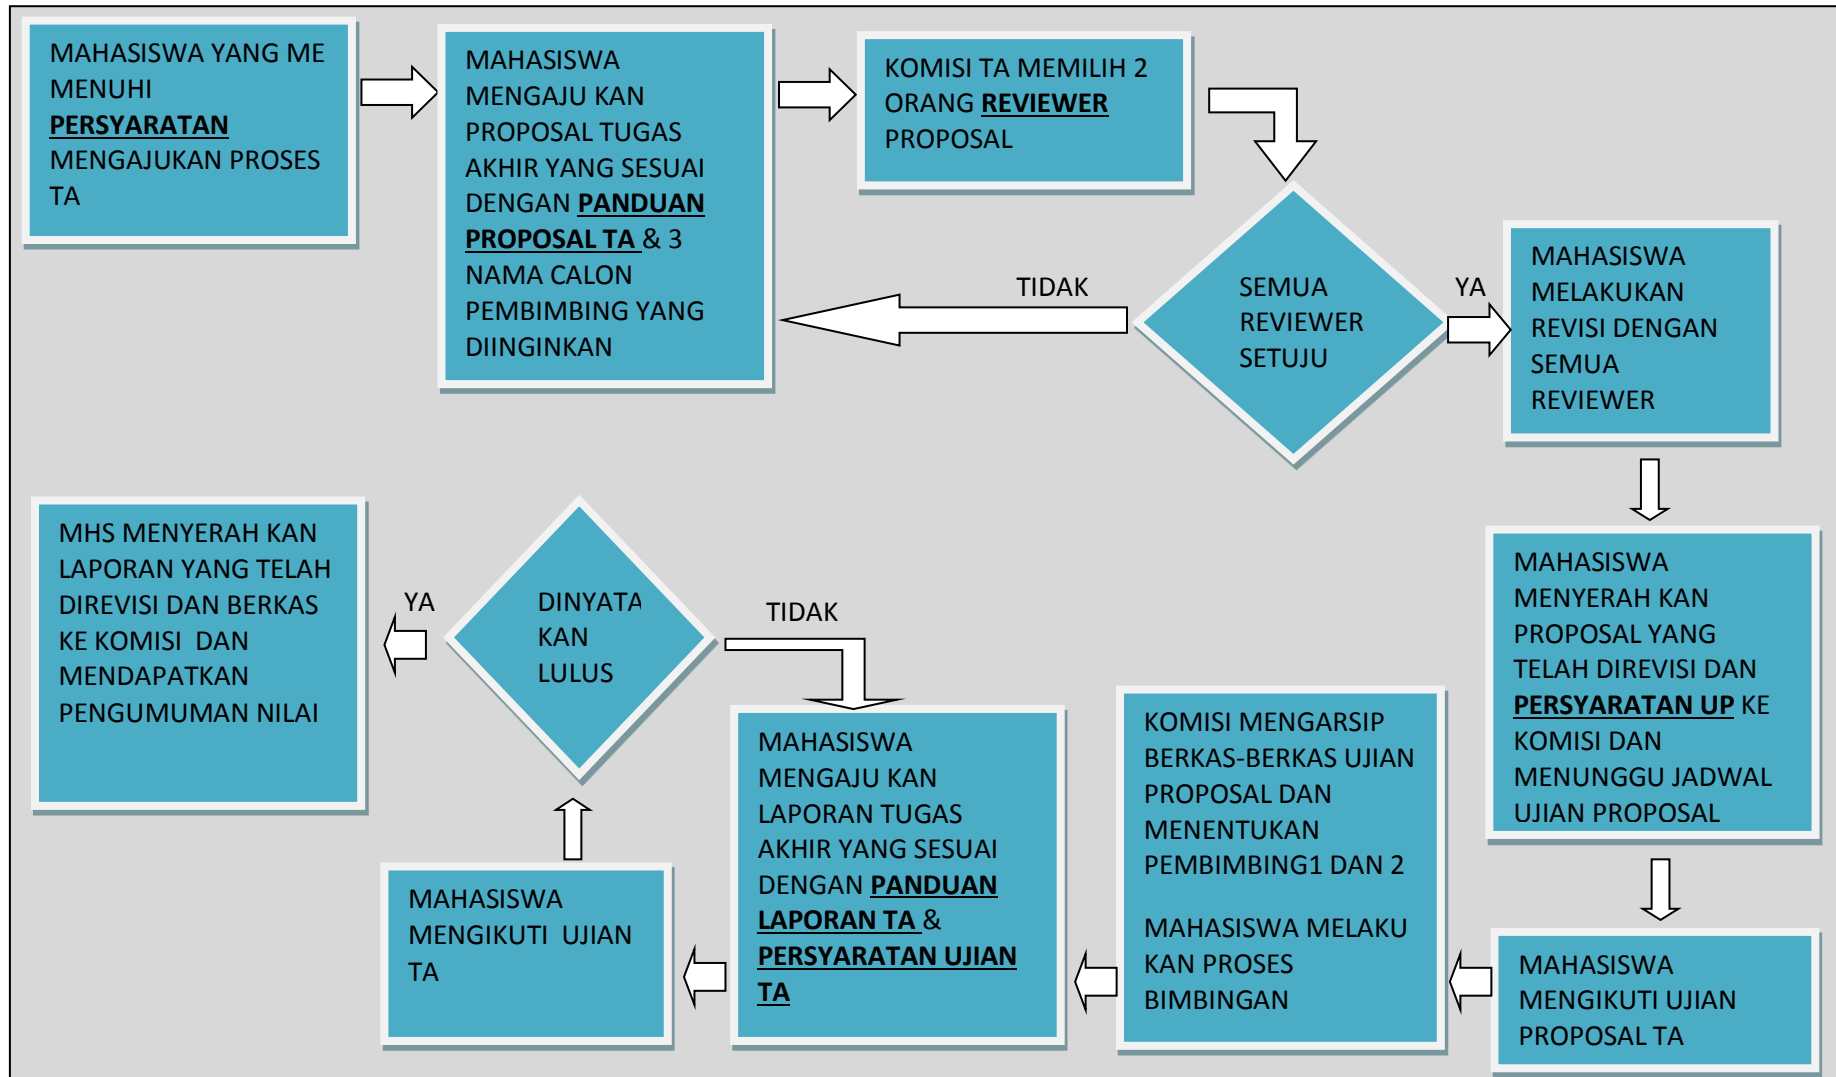 MAHASISWA YANG ME
MENUHI
PERSYARATAN
MENGAJUKAN PROSES
TA
MAHASISWA
MENGAJU KAN
PROPOSAL TUGAS
AKHIR YANG SESUAI
DENGAN PANDUAN
PROPOSAL TA & 3
NAMA CALON
PEMBIMBING YANG
DIINGINKAN
KOMISI TA MEMILIH 2
ORANG REVIEWER
PROPOSAL
TIDAK
SEMUA
REVIEWER
SETUJU
YA
MAHASISWA
MELAKUKAN
REVISI DENGAN
SEMUA
REVIEWER
MAHASISWA
MENYERAH KAN
PROPOSAL YANG
TELAH DIREVISI DAN
PERSYARATAN UP KE
KOMISI DAN
MENUNGGU JADWAL
UJIAN PROPOSAL
MAHASISWA
MENGIKUTI UJIAN
PROPOSAL TA
KOMISI MENGARSIP
BERKAS-BERKAS UJIAN
PROPOSAL DAN
MENENTUKAN
PEMBIMBING1 DAN 2
MAHASISWA MELAKU
KAN PROSES
BIMBINGAN
MAHASISWA
MENGAJU KAN
LAPORAN TUGAS
AKHIR YANG SESUAI
DENGAN PANDUAN
LAPORAN TA &
PERSYARATAN UJIAN
TA
MAHASISWA
MENGIKUTI  UJIAN
TA
DINYATA
KAN
LULUS
TIDAK
YA
MHS MENYERAH KAN
LAPORAN YANG TELAH
DIREVISI DAN BERKAS
KE KOMISI  DAN
MENDAPATKAN
PENGUMUMAN NILAI